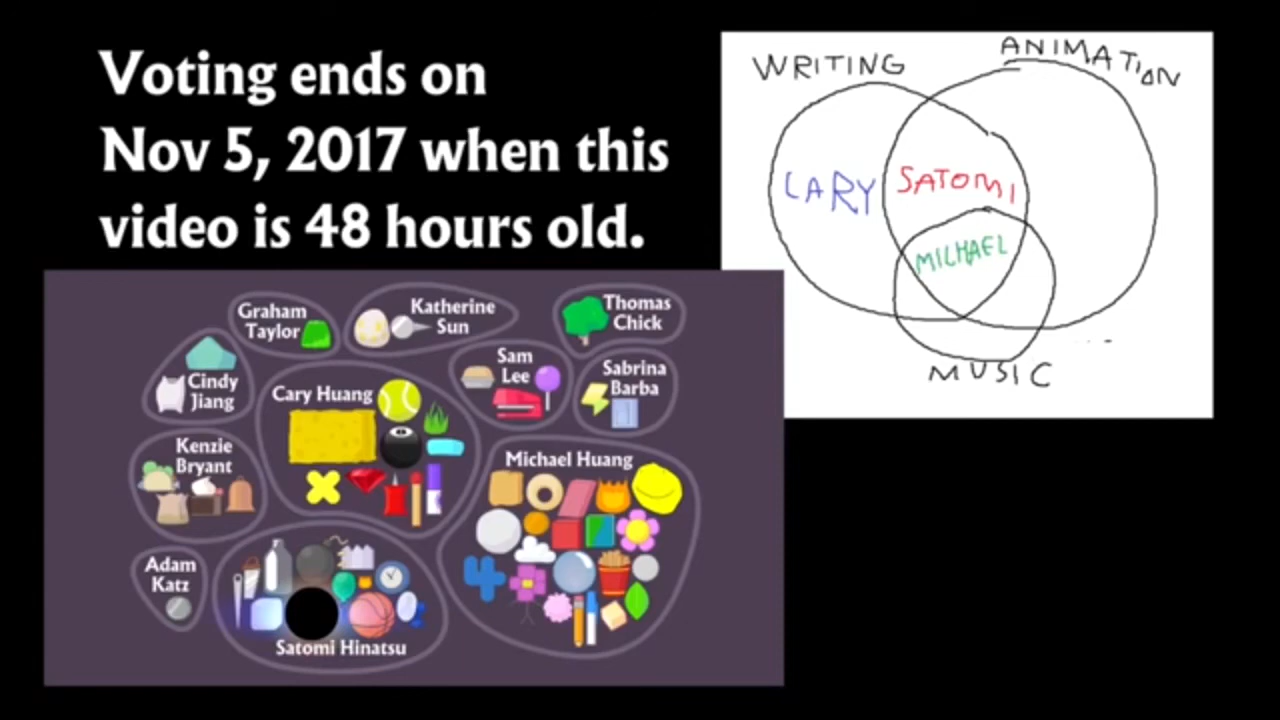 Voting ends on
Nov 5, 2017 when this
video is 48 hours old.
WRITING
ANIMATION
CARY
SATOMI
MICHAEL
MUSIC
Graham
Taylor
Katherine
Sun
Thomas
Chick
Cindy
Jiang
Cary Huang
Sam
Lee
Sabrina
Barba
Kenzie
Bryant
Michael Huang
Adam
Katz
Satomi Hinatsu